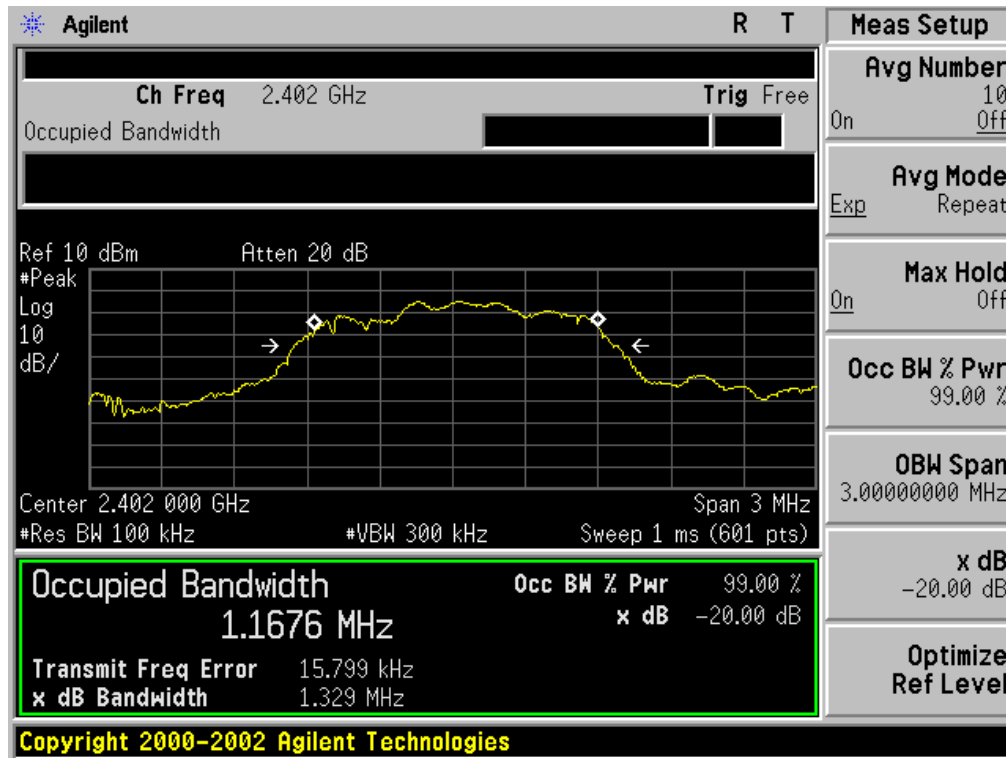 Agilent R T Meas Setup
Ch Freq 2.402 GHz Trig Free
Occupied Bandwidth
Ref 10 dBm Atten 20 dB
#Peak
Log
10
dB/
Center 2.402 000 GHz Span 3 MHz
#Res BW 100 kHz #VBW 300 kHz Sweep 1 ms (601 pts)
Occupied Bandwidth Occ BW % Pwr 99.00 %
1.1676 MHz x dB -20.00 dB
Transmit Freq Error 15.799 kHz
x dB Bandwidth 1.329 MHz
Copyright 2000-2002 Agilent Technologies
Avg Number
10
On Off
Avg Mode
Exp Repeat
Max Hold
On Off
Occ BW % Pwr
99.00 %
OBW Span
3.00000000 MHz
x dB
-20.00 dB
Optimize
Ref Level